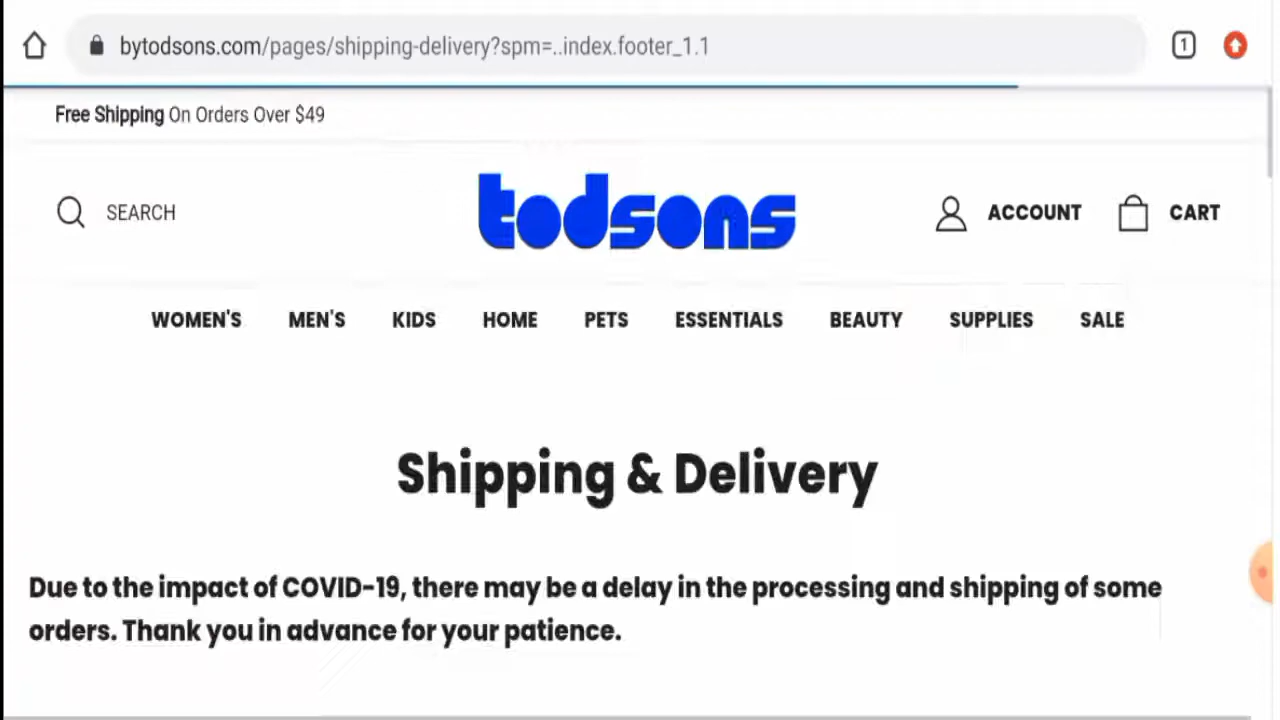 bytodsons.com/pages/shipping-delivery?spm=..index.footer_1.1
1
Free Shipping On Orders Over $49
SEARCH
todsons
ACCOUNT
CART
WOMEN'S MEN'S KIDS HOME PETS ESSENTIALS BEAUTY SUPPLIES SALE
Shipping & Delivery
Due to the impact of COVID-19, there may be a delay in the processing and shipping of some
orders. Thank you in advance for your patience.